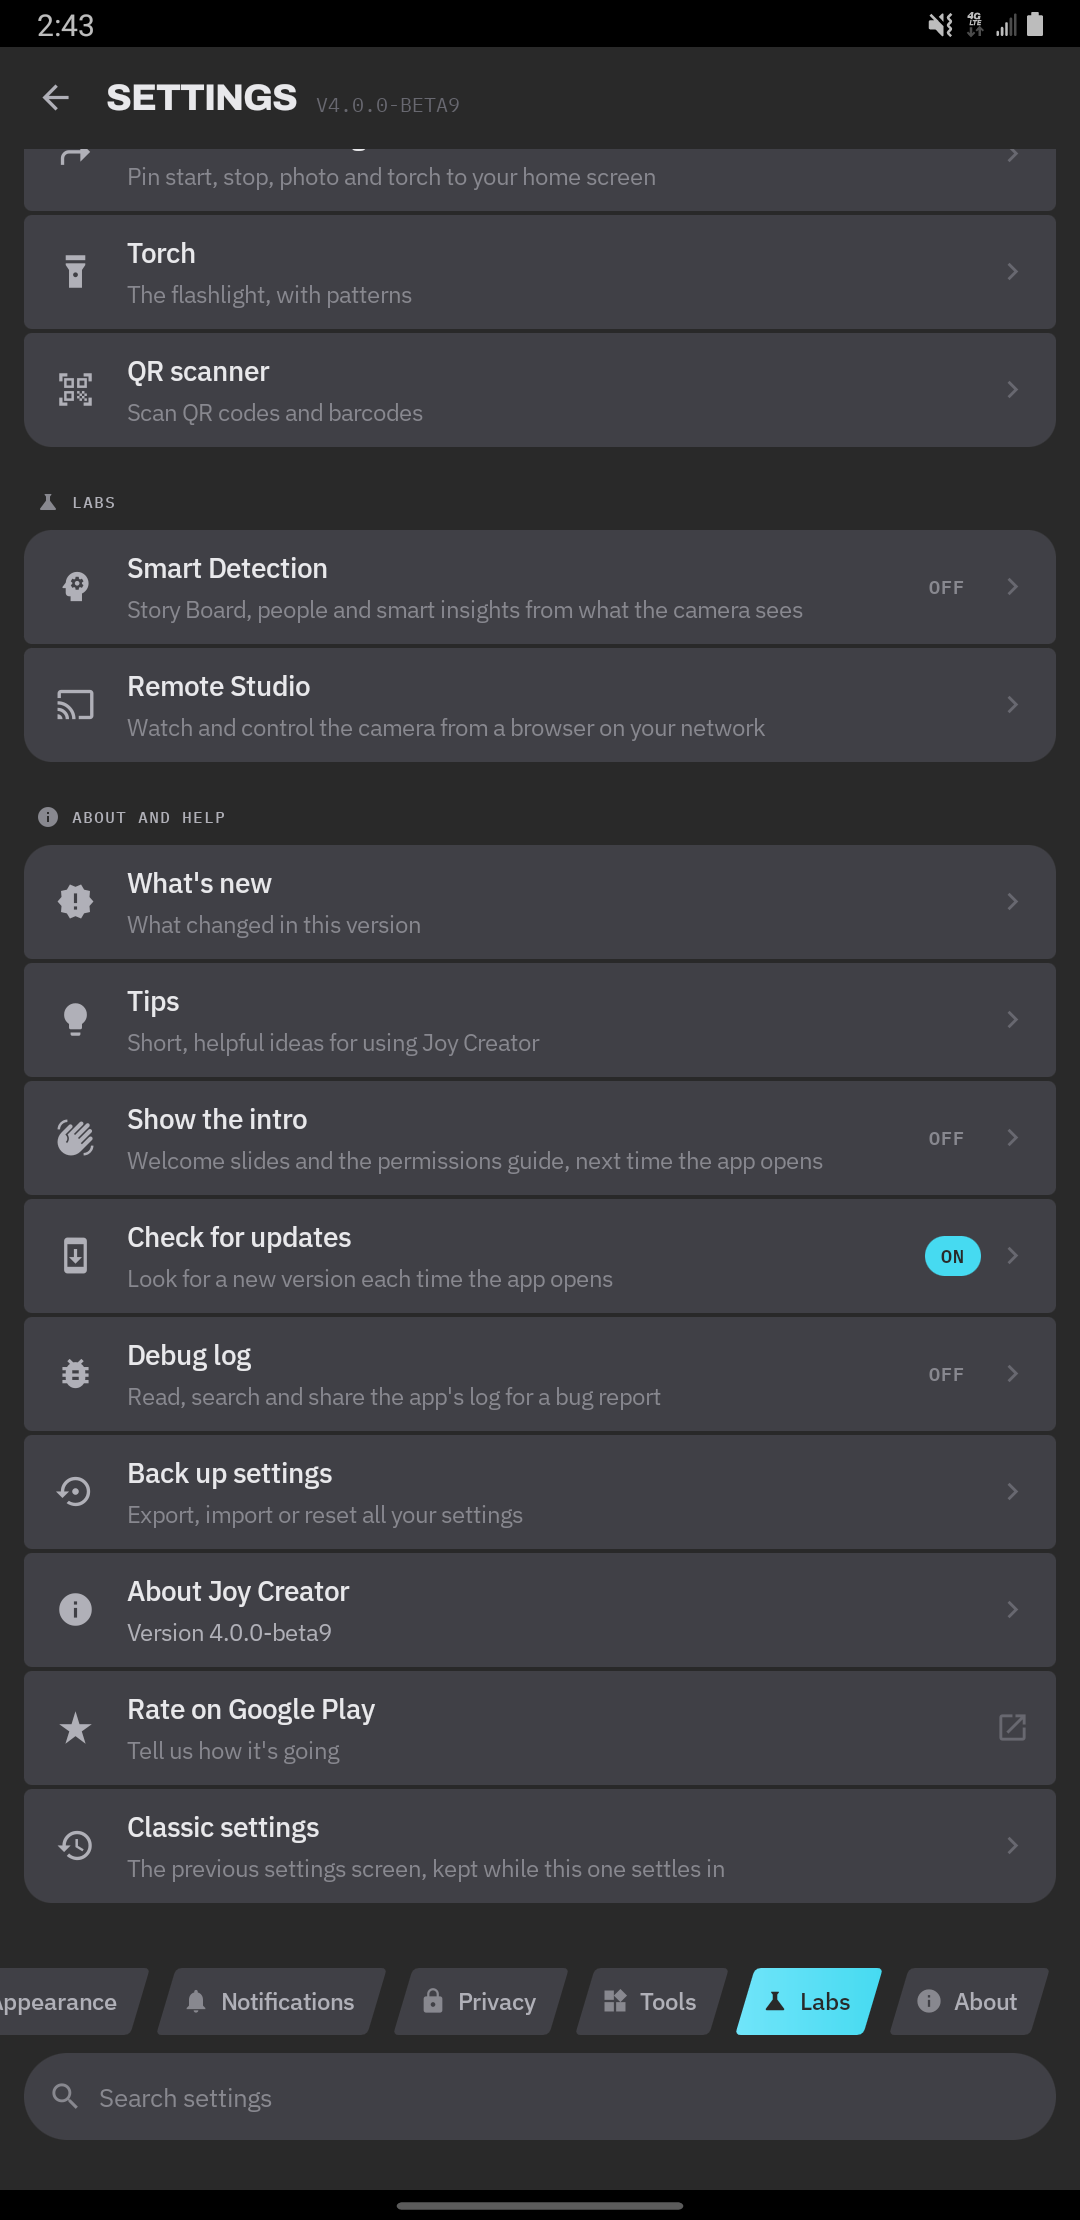 2:43
4G LTE
SETTINGS V4.0.0-BETA9
Pin start, stop, photo and torch to your home screen
Torch
The flashlight, with patterns
QR scanner
Scan QR codes and barcodes
LABS
Smart Detection
Story Board, people and smart insights from what the camera sees
OFF
Remote Studio
Watch and control the camera from a browser on your network
ABOUT AND HELP
What's new
What changed in this version
Tips
Short, helpful ideas for using Joy Creator
Show the intro
Welcome slides and the permissions guide, next time the app opens
OFF
Check for updates
Look for a new version each time the app opens
ON
Debug log
Read, search and share the app's log for a bug report
OFF
Back up settings
Export, import or reset all your settings
About Joy Creator
Version 4.0.0-beta9
Rate on Google Play
Tell us how it's going
Classic settings
The previous settings screen, kept while this one settles in
Appearance Notifications Privacy Tools Labs About
Search settings